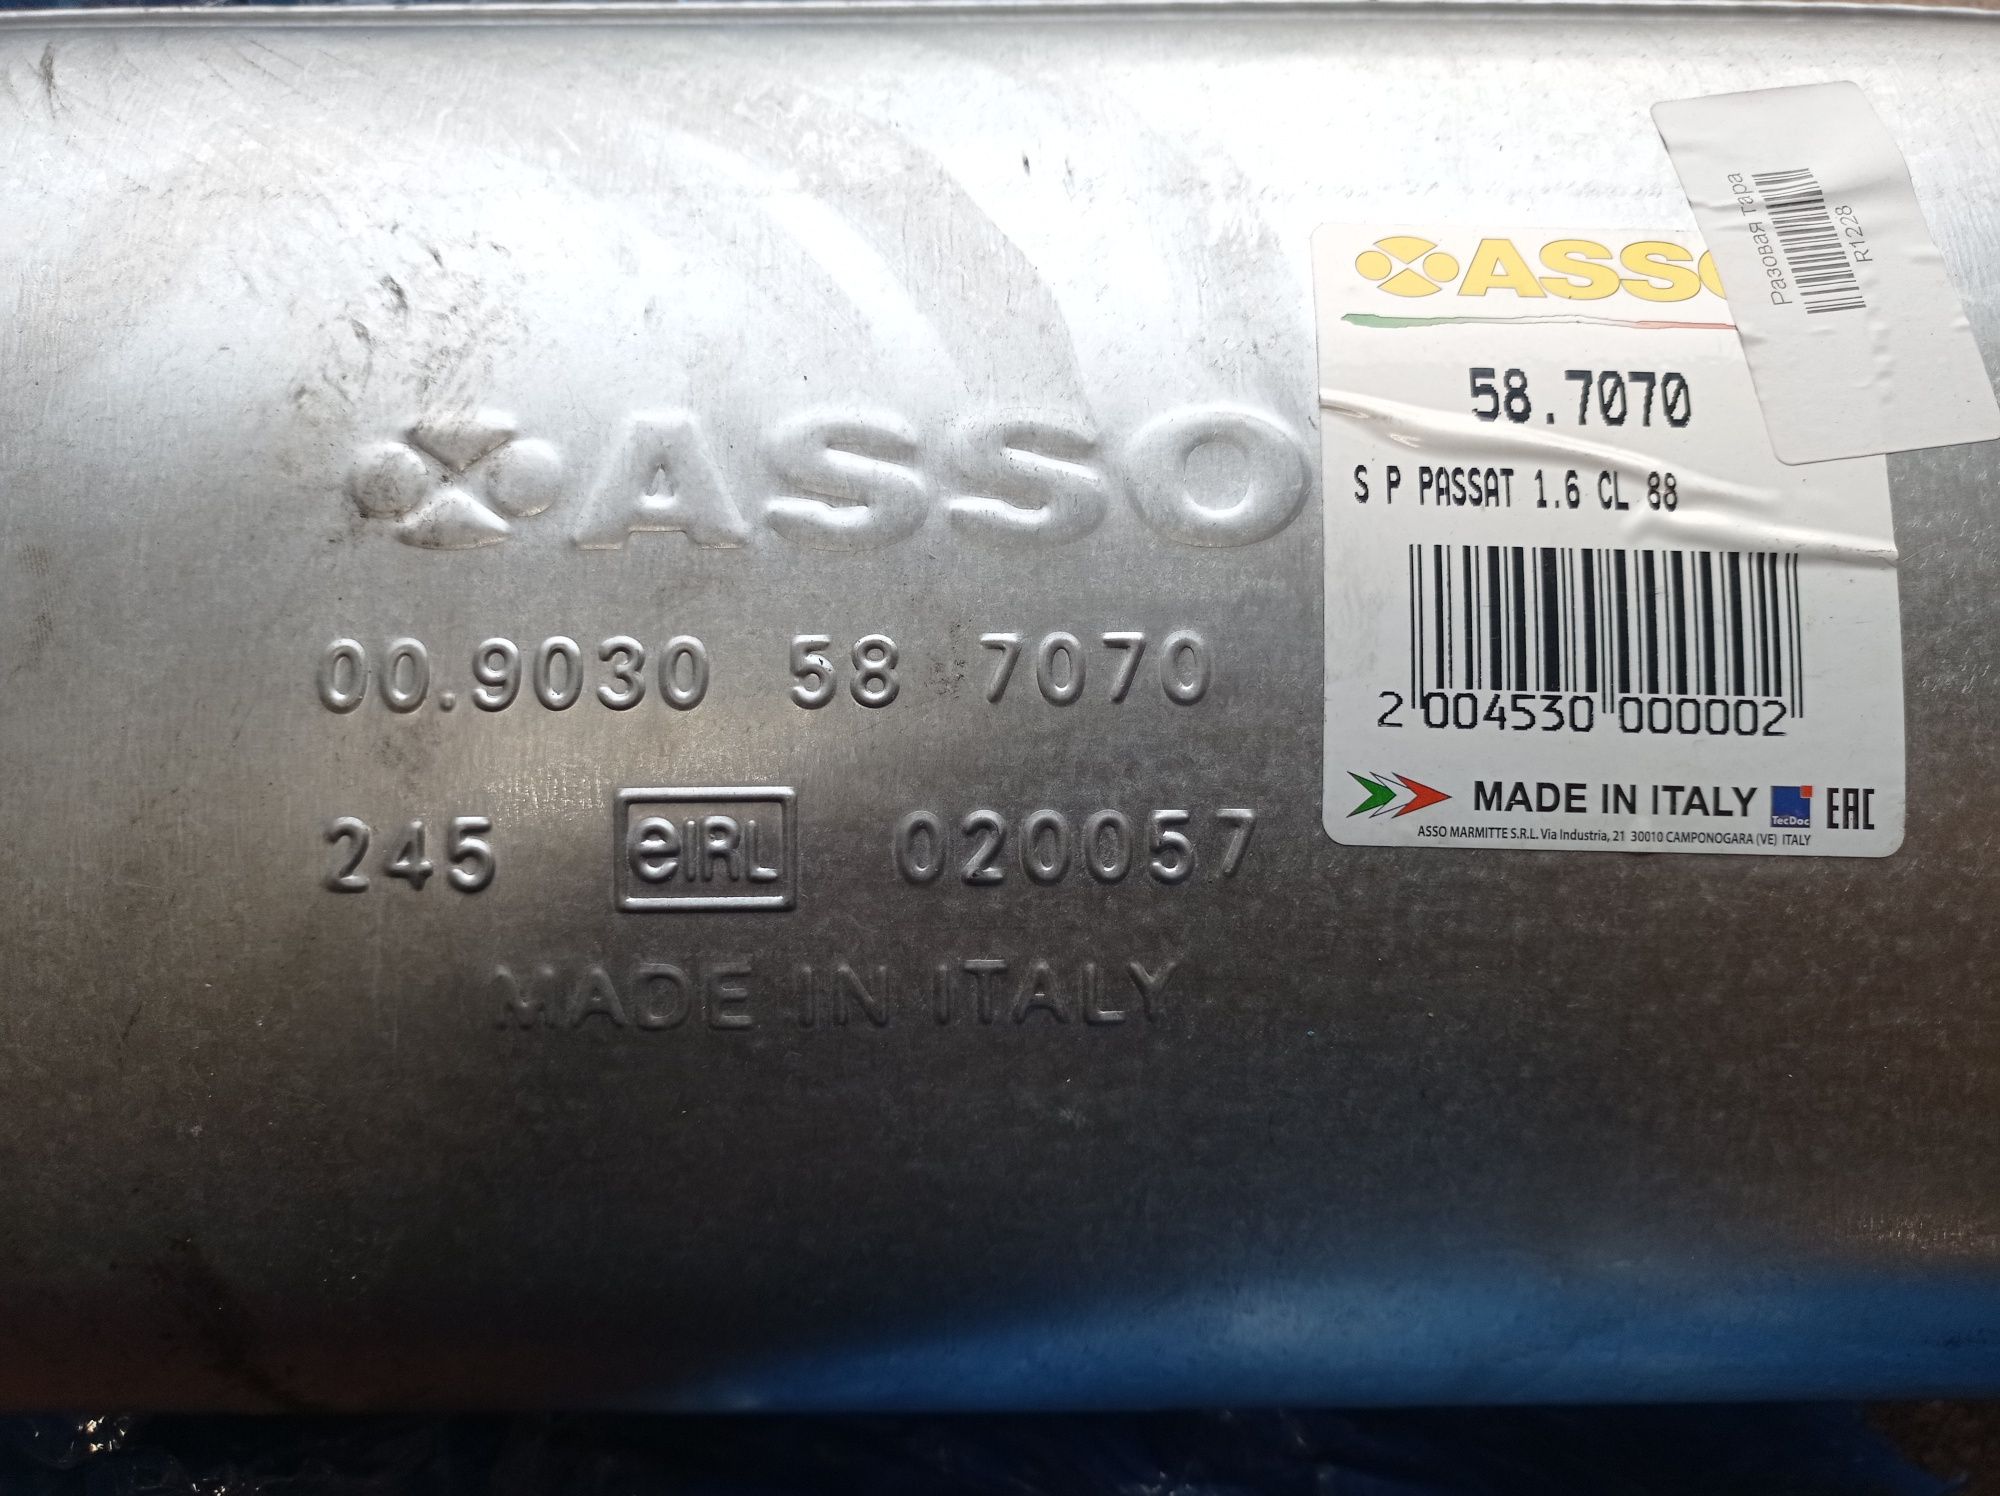 ASSO
00.9030 58 7070
245 eIRL 020057
MADE IN ITALY
Разовая тара
R1228
58.7070
S P PASSAT 1.6 CL 88
2 004530 000002
MADE IN ITALY TecDoc EAC
ASSO MARMITTE S.R.L. Via Industria, 21 30010 CAMPONOGARA (VE) ITALY